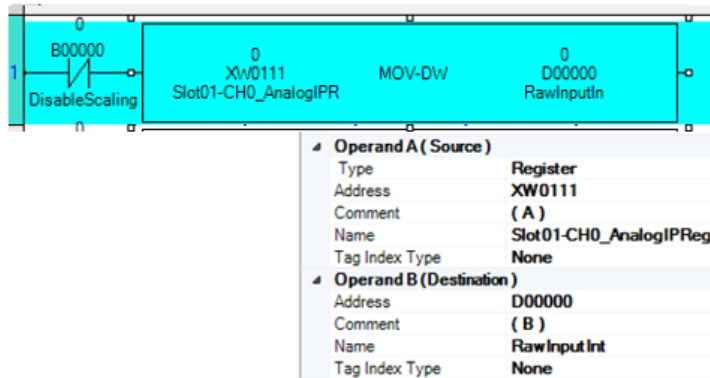 0
B00000
DisableScaling
0
1
0
XW0111
Slot01-CH0_AnalogIPR
MOV-DW
0
D00000
RawInputIn
Operand A ( Source )
Type Register
Address XW0111
Comment ( A )
Name Slot01-CH0_AnalogIPReg
Tag Index Type None
Operand B (Destination )
Address D00000
Comment ( B )
Name RawInputInt
Tag Index Type None